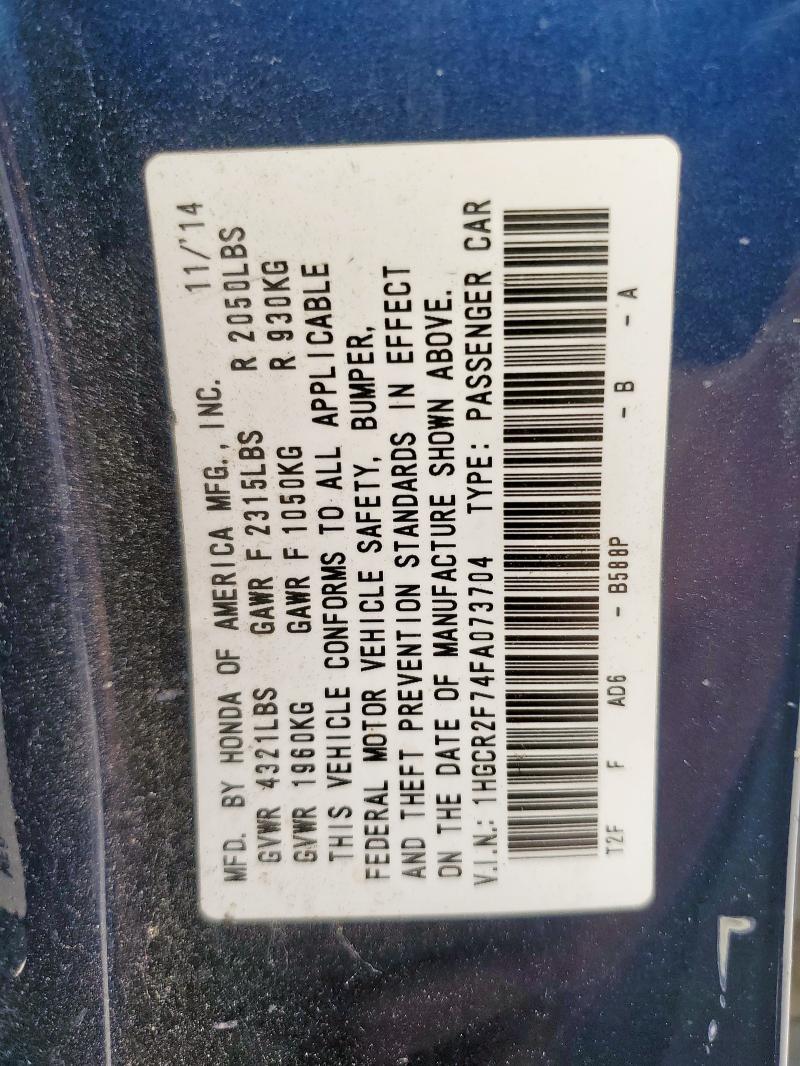 MFD. BY HONDA OF AMERICA MFG., INC. 11/'14
GVWR 4321LBS GAWR F 2315LBS R 2050LBS
GVWR 1960KG GAWR F 1050KG R 930KG
THIS VEHICLE CONFORMS TO ALL APPLICABLE
FEDERAL MOTOR VEHICLE SAFETY, BUMPER,
AND THEFT PREVENTION STANDARDS IN EFFECT
ON THE DATE OF MANUFACTURE SHOWN ABOVE.
V.I.N.: 1HGCR2F74FA073704 TYPE: PASSENGER CAR
T2F F AD6 - B588P - B - A